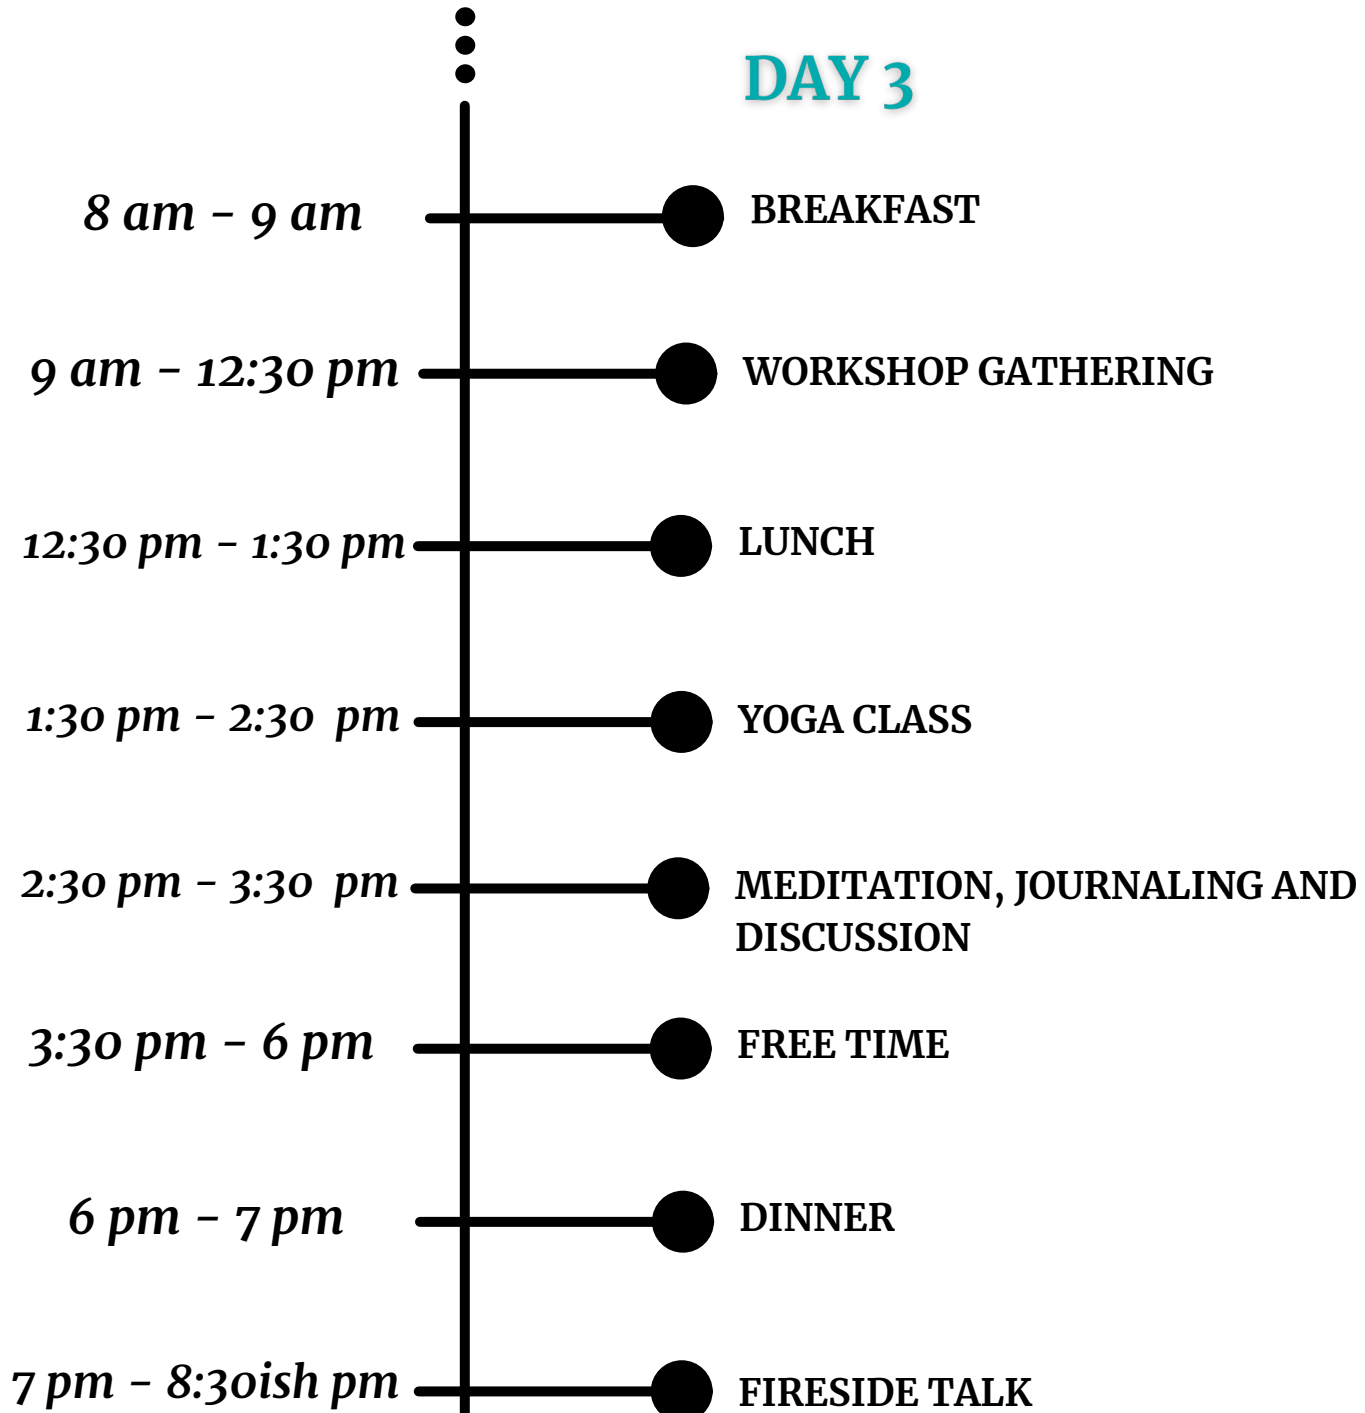 DAY 3
8 am - 9 am BREAKFAST
9 am - 12:30 pm WORKSHOP GATHERING
12:30 pm - 1:30 pm LUNCH
1:30 pm - 2:30 pm YOGA CLASS
2:30 pm - 3:30 pm MEDITATION, JOURNALING AND
DISCUSSION
3:30 pm - 6 pm FREE TIME
6 pm - 7 pm DINNER
7 pm - 8:30ish pm FIRESIDE TALK